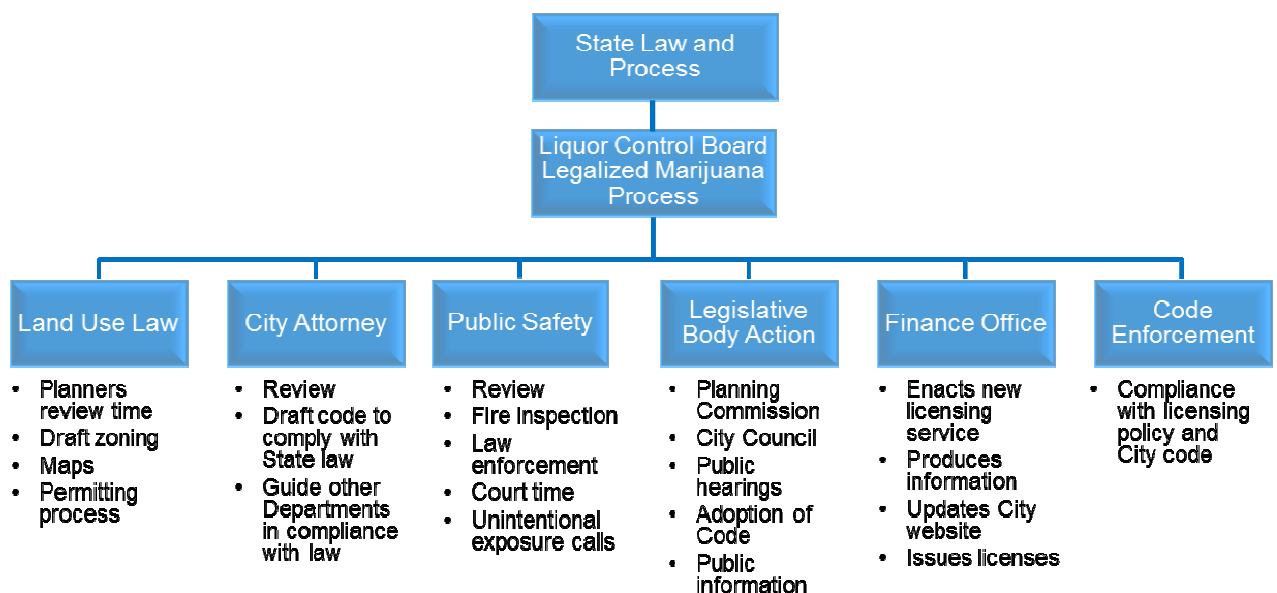 State Law and
Process
Liquor Control Board
Legalized Marijuana
Process
Land Use Law
• Planners
review time
• Draft zoning
• Maps
• Permitting
process
City Attorney
• Review
• Draft code to
comply with
State law
• Guide other
Departments
in compliance
with law
Public Safety
• Review
• Fire inspection
• Law
enforcement
• Court time
• Unintentional
exposure calls
Legislative
Body Action
• Planning
Commission
• City Council
• Public
hearings
• Adoption of
Code
• Public
information
Finance Office
• Enacts new
licensing
service
• Produces
information
• Updates City
website
• Issues licenses
Code
Enforcement
• Compliance
with licensing
policy and
City code